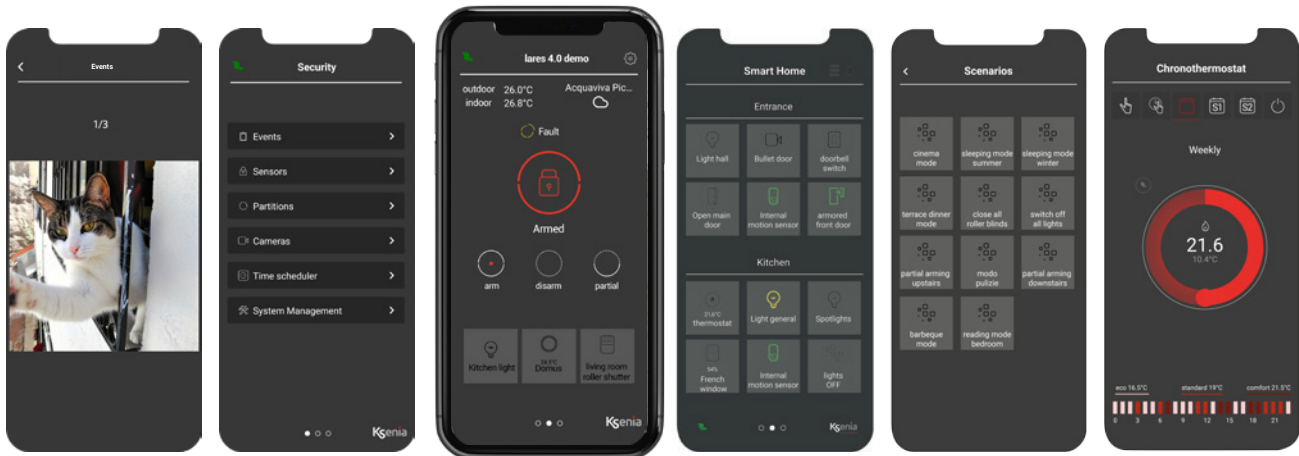 Events
1/3
Security
Events
Sensors
Partitions
Cameras
Time scheduler
System Management
Ksenia
lares 4.0 demo
outdoor 26.0°C
indoor 26.8°C
Acquaviva Pic...
Fault
Armed
arm
disarm
partial
Kitchen light
Domus
living room
roller shutter
Ksenia
Smart Home
Entrance
Light hall
Bullet door
doorbell
switch
Open main
door
Internal
motion sensor
armored
front door
Kitchen
21.6°C
thermostat
Light general
Spotlights
French
window
Internal
motion sensor
lights
OFF
Ksenia
Scenarios
cinema
mode
sleeping mode
summer
sleeping mode
winter
terrace dinner
mode
close all
roller blinds
switch off
all lights
partial arming
upstairs
modo
pulizie
partial arming
downstairs
barbeque
mode
reading mode
bedroom
Chronothermostat
S1
S2
Weekly
21.6
10.4°C
eco 16.5°C
standard 19°C
comfort 21.5°C
0 3 6 9 12 15 18 21